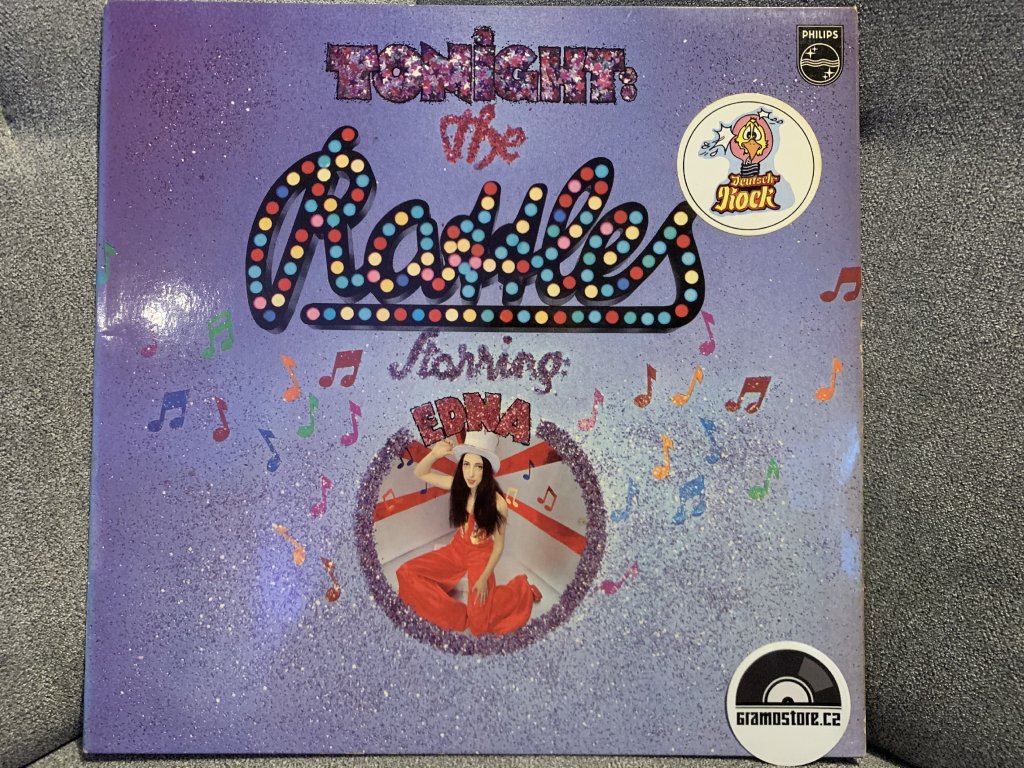 TONiGHT:
PHILIPS
the
Rattles
Deutsch-
Rock
Starring:
EDNA
GRAMOSTORE.CZ